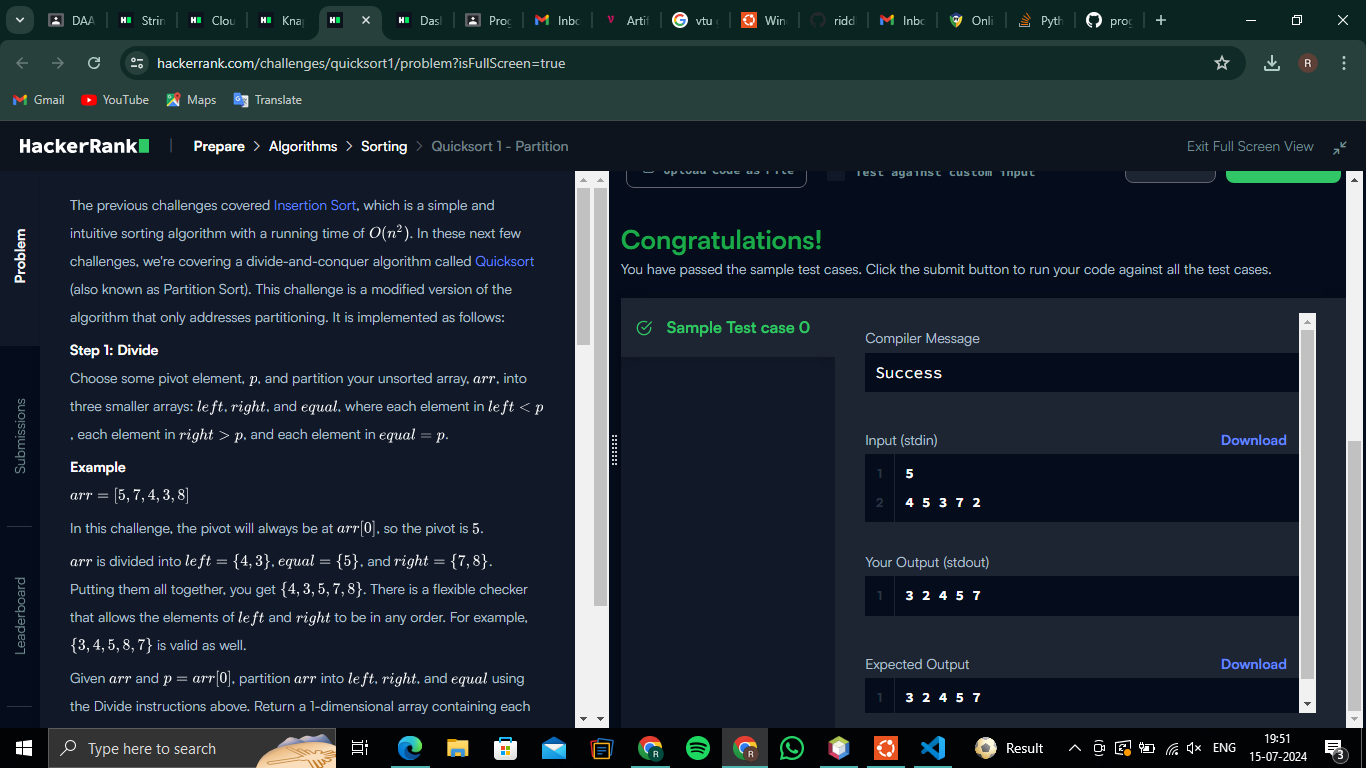 DAA
Strin
Clou
Knap
Dasl
Prog
Inbo
Artif
vtu
Win
ridd
Inbo
Onli
Pyth
prog
hackerrank.com/challenges/quicksort1/problem?isFullScreen=true
R
Gmail
YouTube
Maps
Translate
HackerRank
Prepare > Algorithms > Sorting > Quicksort 1 - Partition
Exit Full Screen View
Problem
Submissions
Leaderboard
The previous challenges covered Insertion Sort, which is a simple and
intuitive sorting algorithm with a running time of O(n²). In these next few
challenges, we're covering a divide-and-conquer algorithm called Quicksort
(also known as Partition Sort). This challenge is a modified version of the
algorithm that only addresses partitioning. It is implemented as follows:
Step 1: Divide
Choose some pivot element, p, and partition your unsorted array, arr, into
three smaller arrays: left, right, and equal, where each element in left < p
, each element in right > p, and each element in equal = p.
Example
arr = [5, 7, 4, 3, 8]
In this challenge, the pivot will always be at arr[0], so the pivot is 5.
arr is divided into left = {4, 3}, equal = {5}, and right = {7, 8}.
Putting them all together, you get {4, 3, 5, 7, 8}. There is a flexible checker
that allows the elements of left and right to be in any order. For example,
{3, 4, 5, 8, 7} is valid as well.
Given arr and p = arr[0], partition arr into left, right, and equal using
the Divide instructions above. Return a 1-dimensional array containing each
Upload Code as File
Test against custom input
Congratulations!
You have passed the sample test cases. Click the submit button to run your code against all the test cases.
Sample Test case 0
Compiler Message
Success
Input (stdin)
Download
1 5
2 4 5 3 7 2
Your Output (stdout)
1 3 2 4 5 7
Expected Output
Download
1 3 2 4 5 7
Type here to search
Result
ENG
19:51
15-07-2024
3